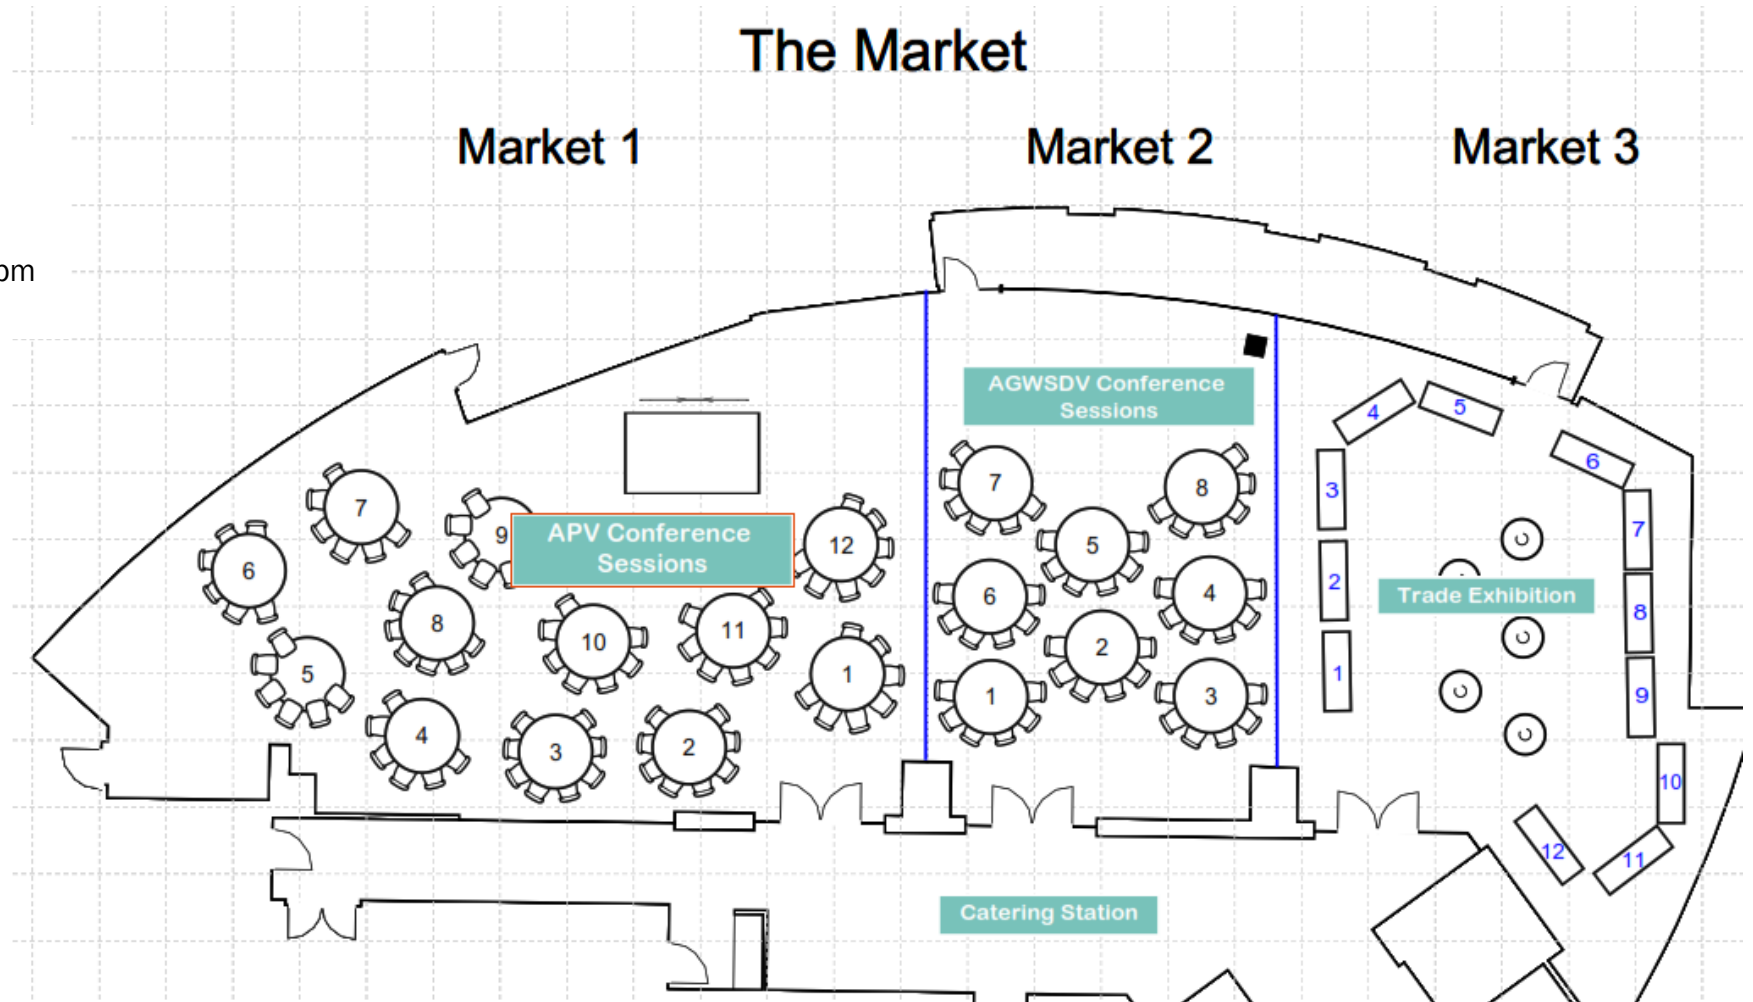 The Market
Market 1
Market 2
Market 3
om
AGWSDV Conference
Sessions
APV Conference
Sessions
7
9
6
8
5
4
10
11
12
3
2
1
7
8
5
6
4
2
1
3
4
5
6
3
7
2
8
1
9
10
11
12
C
C
C
C
Trade Exhibition
Catering Station